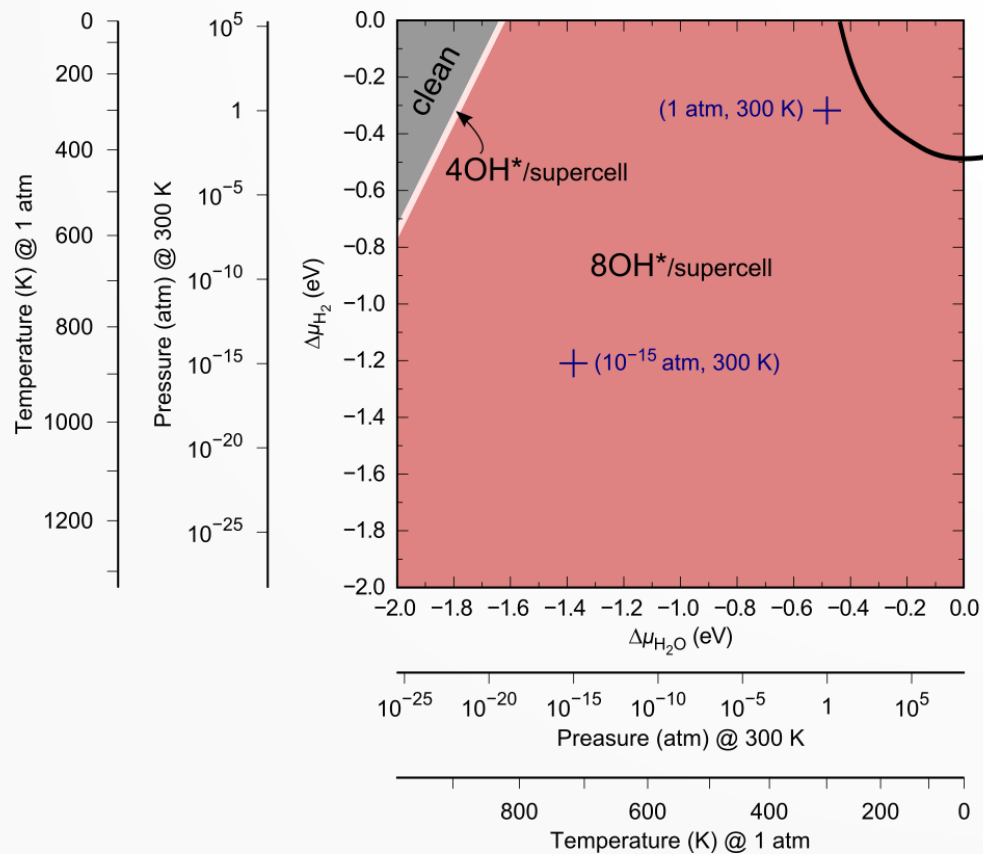 0
200
400
600
800
1000
1200
Temperature (K) @ 1 atm
10⁵
1
10⁻⁵
10⁻¹⁰
10⁻¹⁵
10⁻²⁰
10⁻²⁵
Pressure (atm) @ 300 K
0.0
−0.2
−0.4
−0.6
−0.8
−1.0
−1.2
−1.4
−1.6
−1.8
−2.0
Δμ_H₂ (eV)
clean
(1 atm, 300 K)
4OH*/supercell
8OH*/supercell
(10⁻¹⁵ atm, 300 K)
−2.0 −1.8 −1.6 −1.4 −1.2 −1.0 −0.8 −0.6 −0.4 −0.2 0.0
Δμ_H₂O (eV)
10⁻²⁵ 10⁻²⁰ 10⁻¹⁵ 10⁻¹⁰ 10⁻⁵ 1 10⁵
Preasure (atm) @ 300 K
800 600 400 200 0
Temperature (K) @ 1 atm